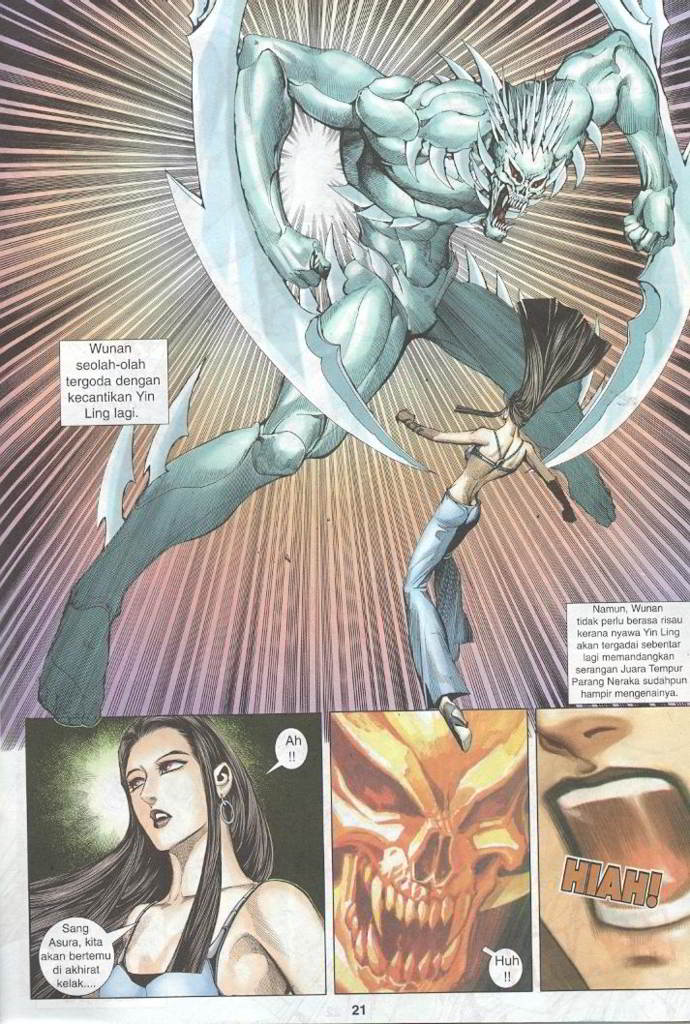 Wunan
seolah-olah
tergoda dengan
kecantikan Yin
Ling lagi.
Namun, Wunan
tidak perlu berasa risau
kerana nyawa Yin Ling
akan tergadai sebentar
lagi memandangkan
serangan Juara Tempur
Parang Neraka sudahpun
hampir mengenainya.
Ah
!!
Sang
Asura, kita
akan bertemu
di akhirat
kelak....
Huh
!!
HIAH!
21